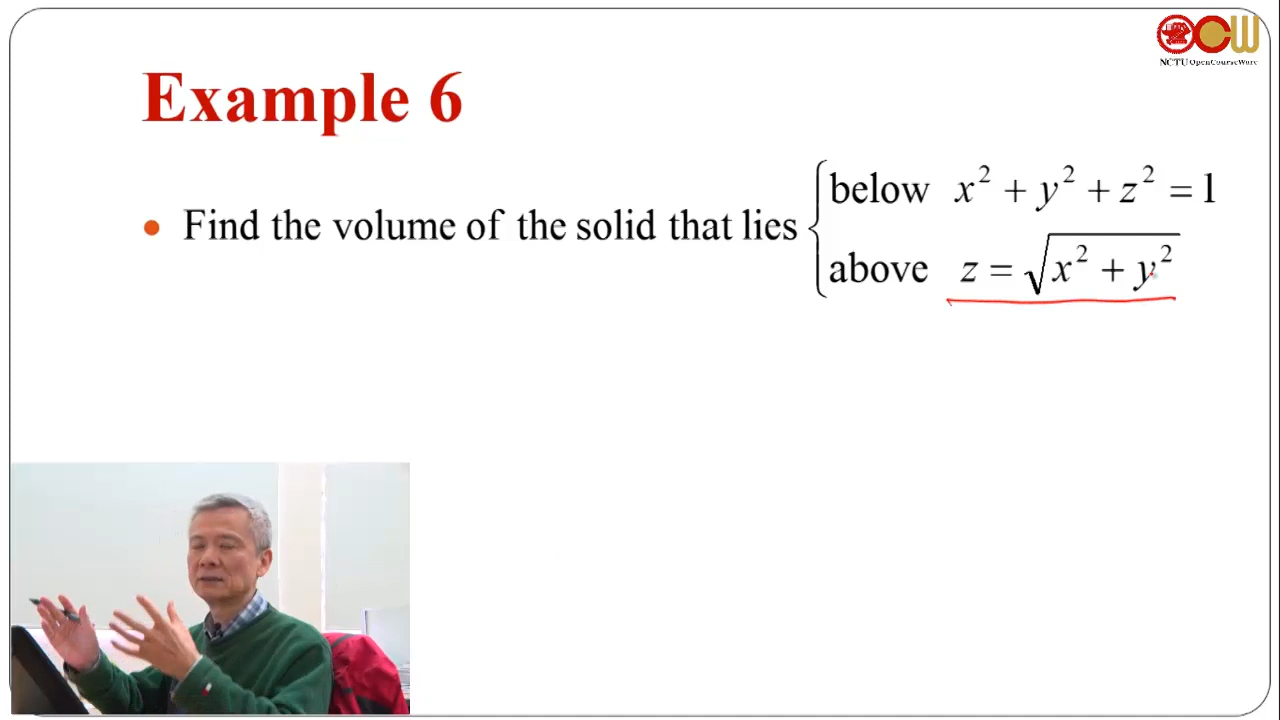 OCW
NCTU OpenCourseWare
Example 6
• Find the volume of the solid that lies { below x² + y² + z² = 1
above z = √(x² + y²)